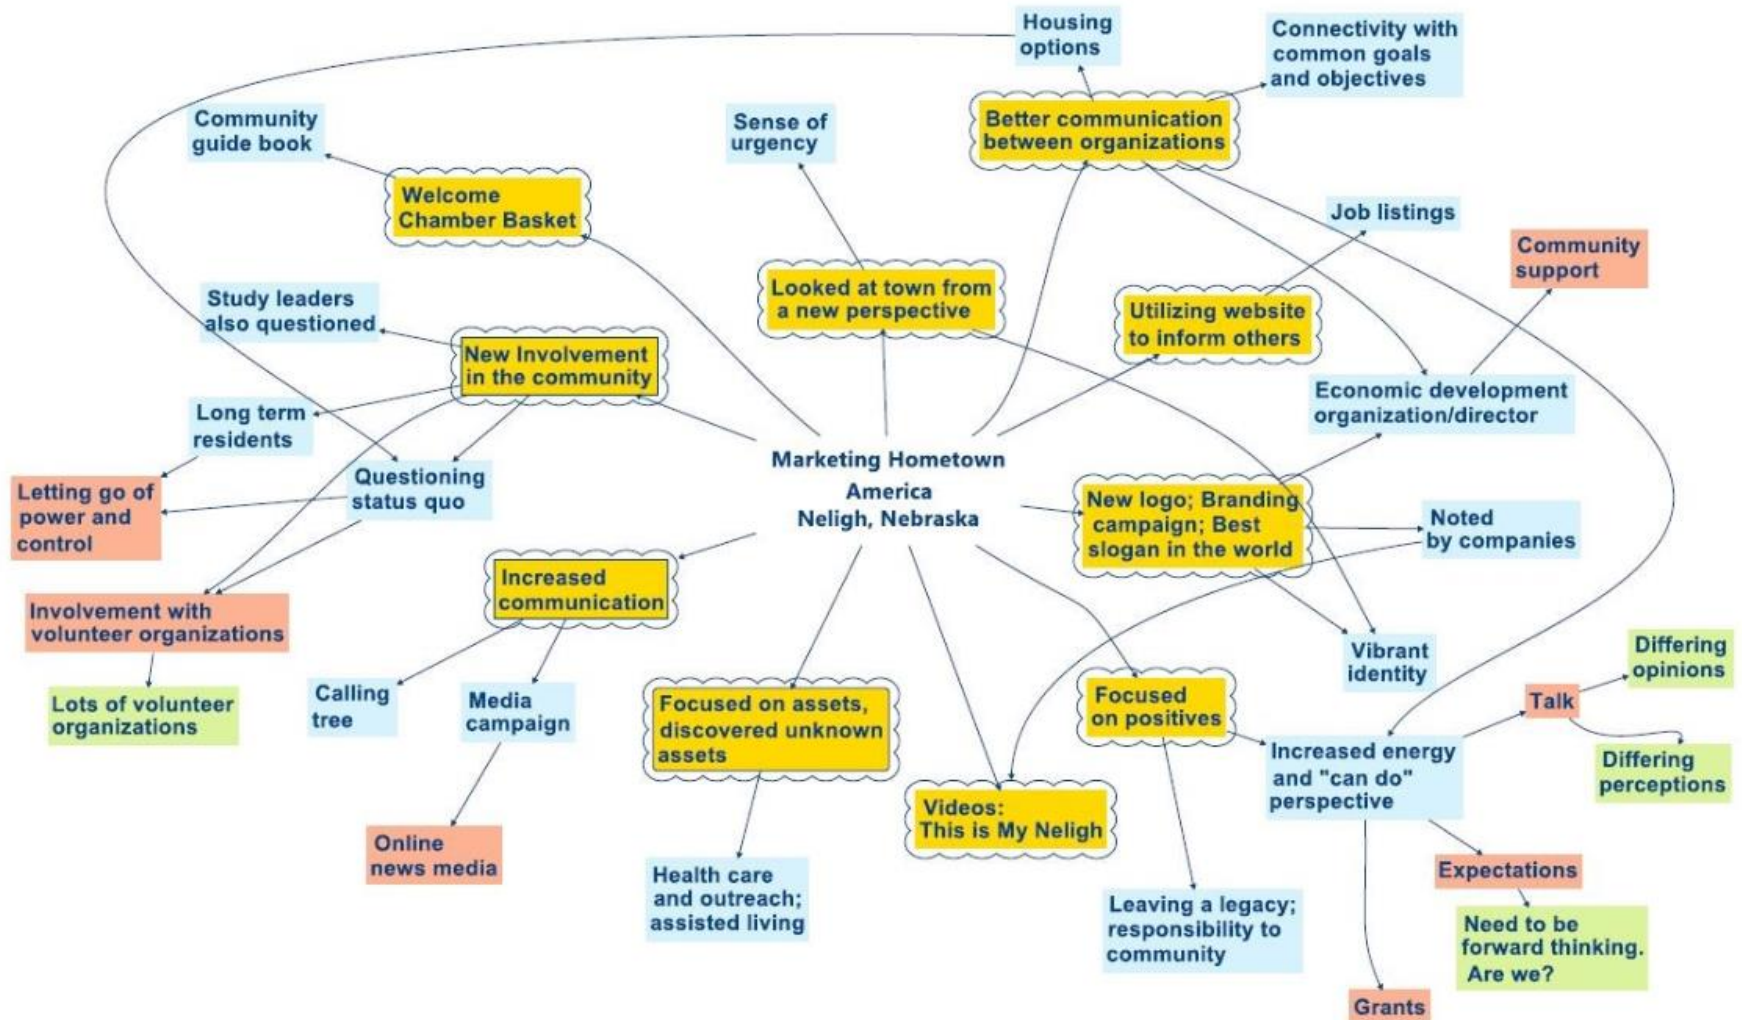 Housing
options
Connectivity with
common goals
and objectives
Community
guide book
Sense of
urgency
Better communication
between organizations
Welcome
Chamber Basket
Job listings
Community
support
Study leaders
also questioned
Looked at town from
a new perspective
Utilizing website
to inform others
New Involvement
in the community
Economic development
organization/director
Long term
residents
Marketing Hometown
America
Neligh, Nebraska
Questioning
status quo
Letting go of
power and
control
New logo; Branding
campaign; Best
slogan in the world
Noted
by companies
Increased
communication
Involvement with
volunteer organizations
Vibrant
identity
Differing
opinions
Lots of volunteer
organizations
Calling
tree
Media
campaign
Focused on assets,
discovered unknown
assets
Focused
on positives
Talk
Increased energy
and "can do"
perspective
Differing
perceptions
Videos:
This is My Neligh
Online
news media
Health care
and outreach;
assisted living
Expectations
Leaving a legacy;
responsibility to
community
Need to be
forward thinking.
Are we?
Grants